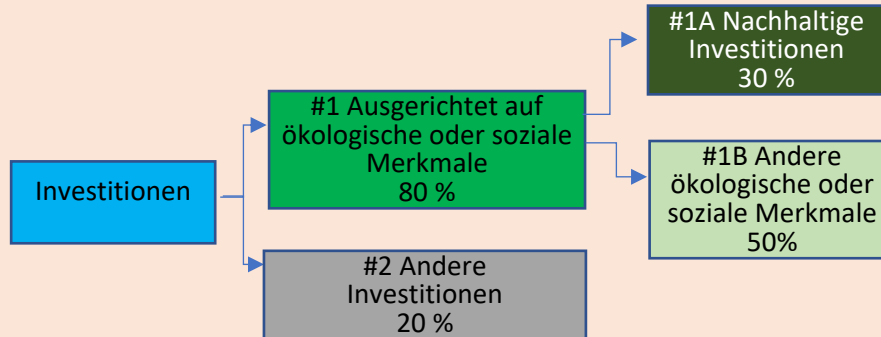 Investitionen
#1 Ausgerichtet auf
ökologische oder soziale
Merkmale
80 %
#2 Andere
Investitionen
20 %
#1A Nachhaltige
Investitionen
30 %
#1B Andere
ökologische oder
soziale Merkmale
50%